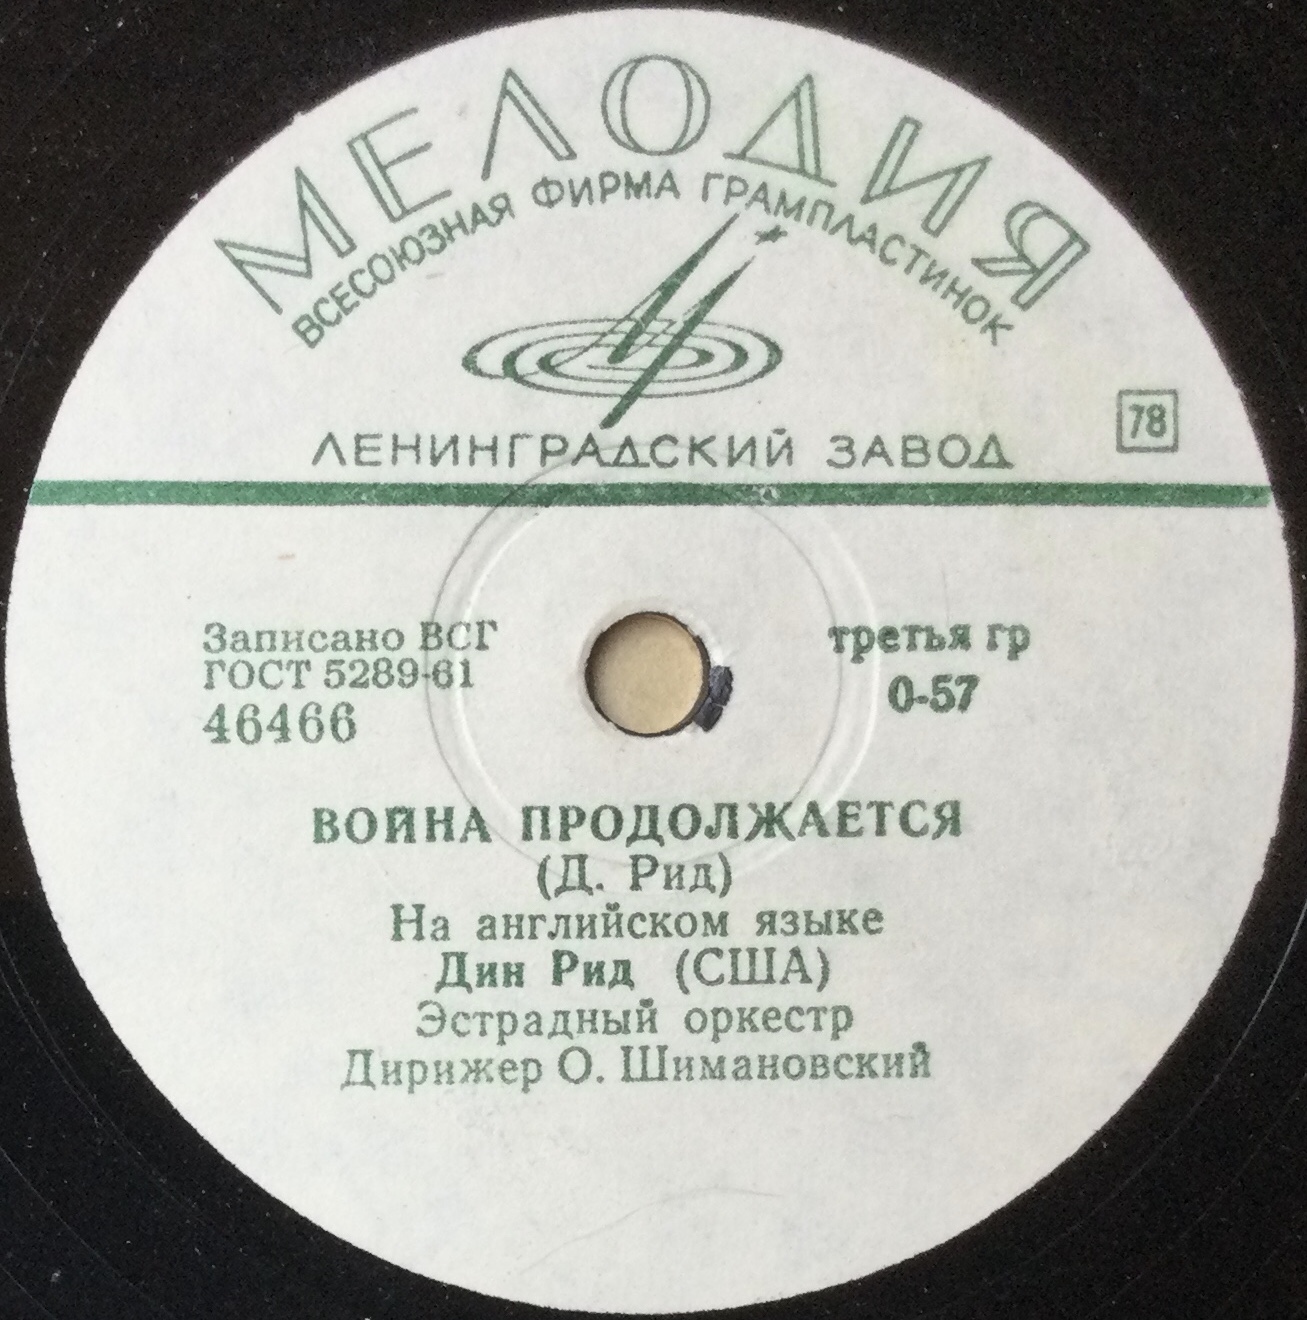 МЕЛОДИЯ
ВСЕСОЮЗНАЯ ФИРМА ГРАМПЛАСТИНОК
ЛЕНИНГРАДСКИЙ ЗАВОД
78
Записано ВСГ
ГОСТ 5289-61
46466
третья гр
0-57
ВОЙНА ПРОДОЛЖАЕТСЯ
(Д. Рид)
На английском языке
Дин Рид (США)
Эстрадный оркестр
Дирижер О. Шимановский